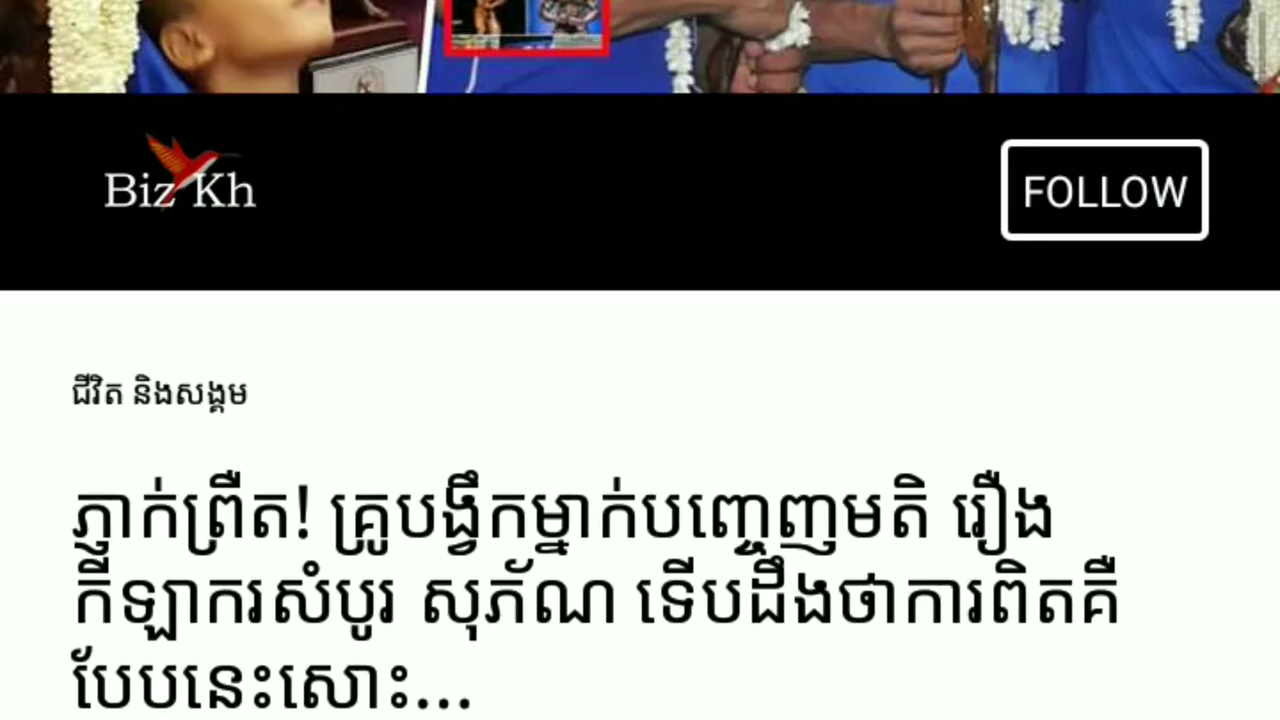 Biz Kh
FOLLOW
ជីវិត និងសង្គម
ភ្ញាក់ព្រឺត! គ្រូបង្វឹកម្នាក់បញ្ចេញមតិ រឿង
កីឡាករសំបូរ សុភ័ណ ទើបដឹងថាការពិតគឺ
បែបនេះសោះ...